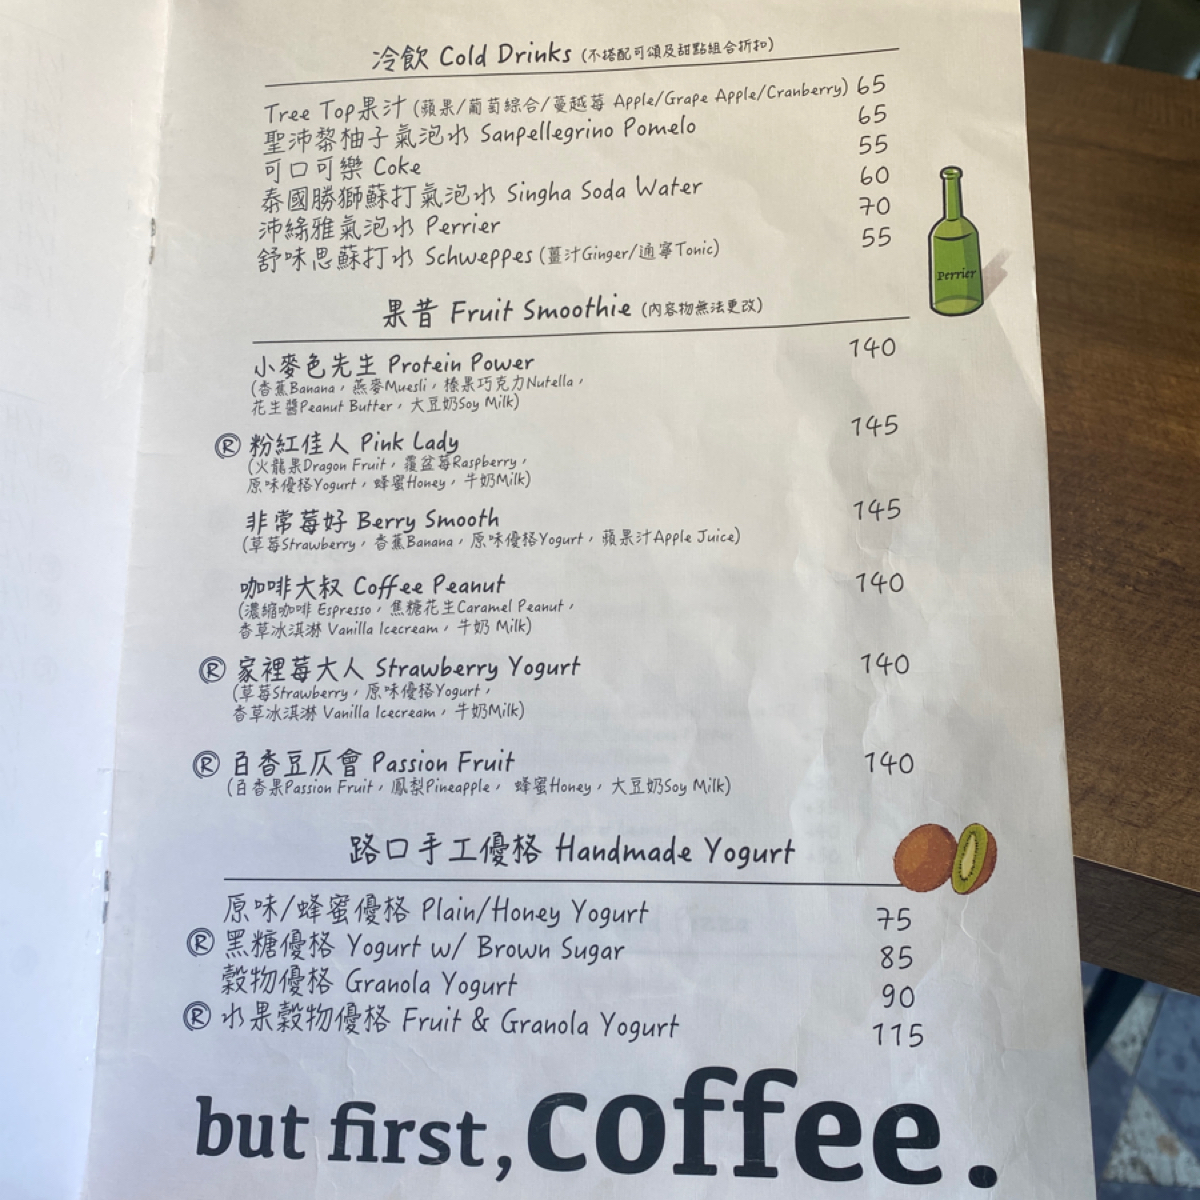 冷飲 Cold Drinks (不搭配可頌及甜點組合折扣)
Tree Top果汁 (蘋果/葡萄綜合/蔓越莓 Apple/Grape Apple/Cranberry) 65
聖沛黎柚子氣泡水 Sanpellegrino Pomelo 65
可口可樂 Coke 55
泰國勝獅蘇打氣泡水 Singha Soda Water 60
沛綠雅氣泡水 Perrier 70
舒味思蘇打水 Schweppes (薑汁Ginger/通寧Tonic) 55
Perrier
果昔 Fruit Smoothie (內容物無法更改)
小麥色先生 Protein Power 140
(香蕉Banana，燕麥Muesli，榛果巧克力Nutella，
花生醬Peanut Butter，大豆奶Soy Milk)
® 粉紅佳人 Pink Lady 145
(火龍果Dragon Fruit，覆盆莓Raspberry，
原味優格Yogurt，蜂蜜Honey，牛奶Milk)
非常莓好 Berry Smooth 145
(草莓Strawberry，香蕉Banana，原味優格Yogurt，蘋果汁Apple Juice)
咖啡大叔 Coffee Peanut 140
(濃縮咖啡 Espresso，焦糖花生Caramel Peanut，
香草冰淇淋 Vanilla Icecream，牛奶 Milk)
® 家裡莓大人 Strawberry Yogurt 140
(草莓Strawberry，原味優格Yogurt，
香草冰淇淋 Vanilla Icecream，牛奶Milk)
® 百香豆仄會 Passion Fruit 140
(百香果Passion Fruit，鳳梨Pineapple， 蜂蜜Honey，大豆奶Soy Milk)
路口手工優格 Handmade Yogurt
原味/蜂蜜優格 Plain/Honey Yogurt 75
® 黑糖優格 Yogurt w/ Brown Sugar 85
穀物優格 Granola Yogurt 90
® 水果穀物優格 Fruit & Granola Yogurt 115
but first, coffee.